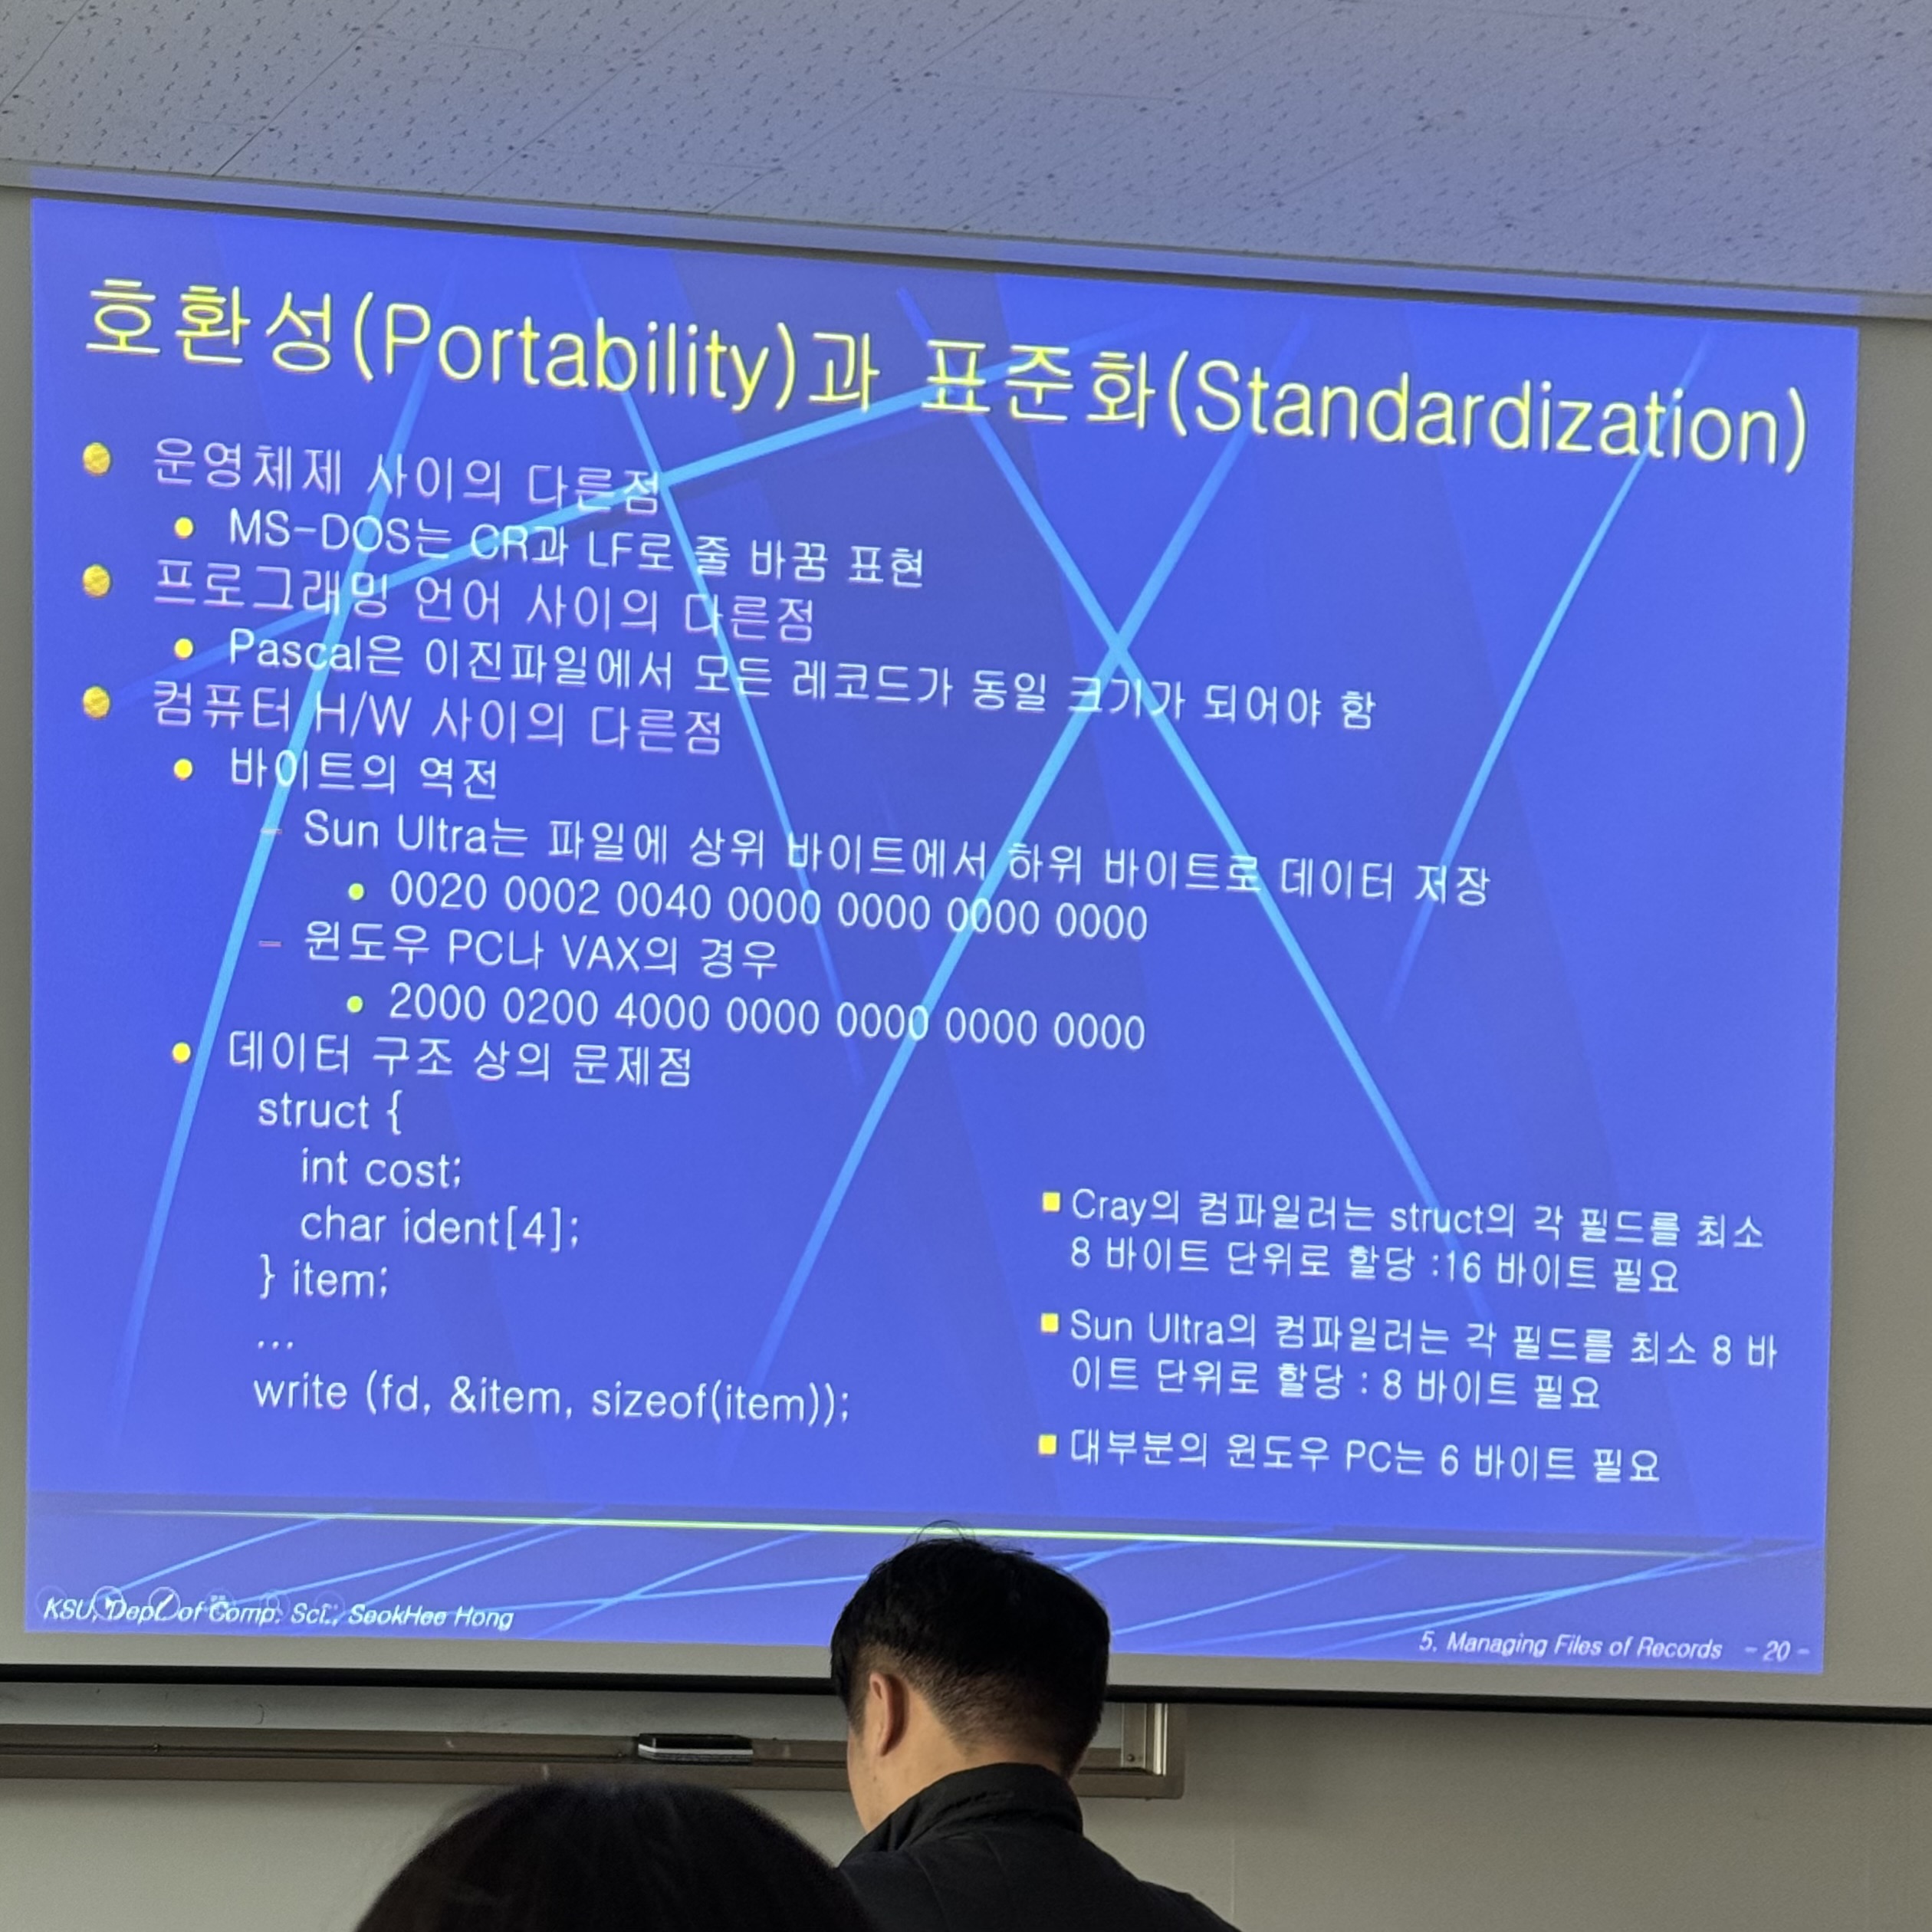 호환성(Portability)과 표준화(Standardization)
운영체제 사이의 다른점
MS-DOS는 CR과 LF로 줄 바꿈 표현
프로그래밍 언어 사이의 다른점
Pascal은 이진파일에서 모든 레코드가 동일 크기가 되어야 함
컴퓨터 H/W 사이의 다른점
바이트의 역전
– Sun Ultra는 파일에 상위 바이트에서 하위 바이트로 데이터 저장
0020 0002 0040 0000 0000 0000 0000
– 윈도우 PC나 VAX의 경우
2000 0200 4000 0000 0000 0000 0000
데이터 구조 상의 문제점
struct {
int cost;
char ident[4];
} item;
...
write (fd, &item, sizeof(item));
Cray의 컴파일러는 struct의 각 필드를 최소
8 바이트 단위로 할당 :16 바이트 필요
Sun Ultra의 컴파일러는 각 필드를 최소 8 바
이트 단위로 할당 : 8 바이트 필요
대부분의 윈도우 PC는 6 바이트 필요
KSU, Dept. of Comp. Sci., SeokHee Hong
5. Managing Files of Records - 20 -